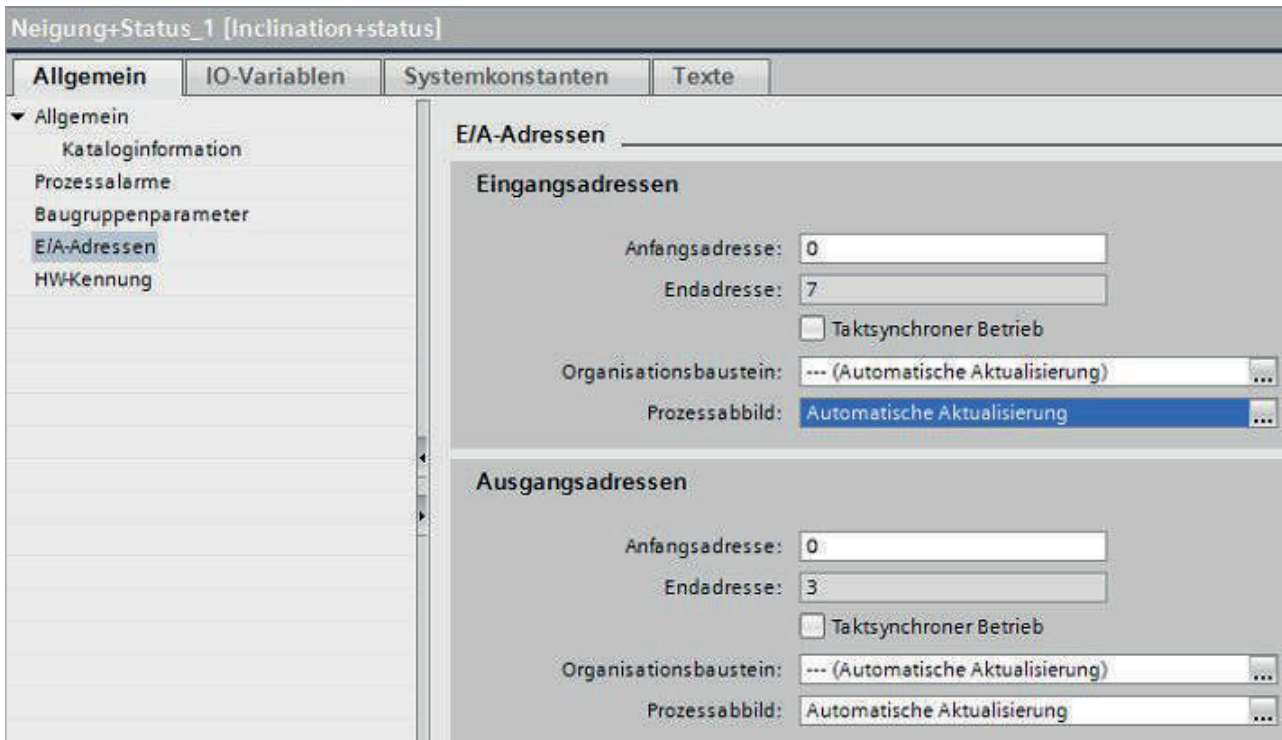 Neigung+Status_1 [Inclination+status]
Allgemein IO-Variablen Systemkonstanten Texte
Allgemein
Kataloginformation
Prozessalarme
Baugruppenparameter
E/A-Adressen
HW-Kennung
E/A-Adressen
Eingangsadressen
Anfangsadresse: 0
Endadresse: 7
Taktsynchroner Betrieb
Organisationsbaustein: --- (Automatische Aktualisierung) ...
Prozessabbild: Automatische Aktualisierung ...
Ausgangsadressen
Anfangsadresse: 0
Endadresse: 3
Taktsynchroner Betrieb
Organisationsbaustein: --- (Automatische Aktualisierung) ...
Prozessabbild: Automatische Aktualisierung ...